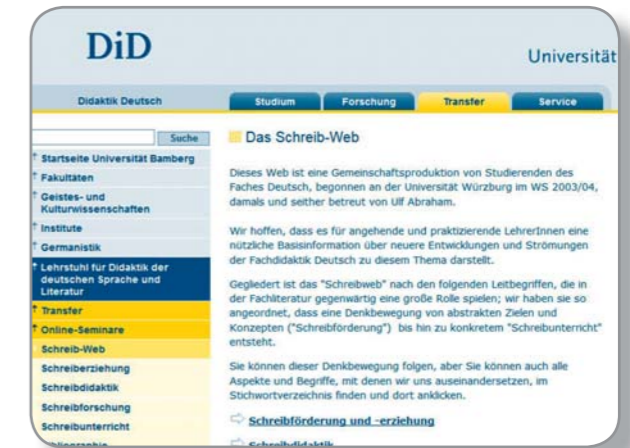 DiD
Universität
Didaktik Deutsch
Studium
Forschung
Transfer
Service
Suche
↑ Startseite Universität Bamberg
↑ Fakultäten
↑ Geistes- und
Kulturwissenschaften
↑ Institute
↑ Germanistik
↑ Lehrstuhl für Didaktik der
deutschen Sprache und
Literatur
↑ Transfer
↑ Online-Seminare
Schreib-Web
Schreiberziehung
Schreibdidaktik
Schreibforschung
Schreibunterricht
Das Schreib-Web
Dieses Web ist eine Gemeinschaftsproduktion von Studierenden des
Faches Deutsch, begonnen an der Universität Würzburg im WS 2003/04,
damals und seither betreut von Ulf Abraham.
Wir hoffen, dass es für angehende und praktizierende LehrerInnen eine
nützliche Basisinformation über neuere Entwicklungen und Strömungen
der Fachdidaktik Deutsch zu diesem Thema darstellt.
Gegliedert ist das "Schreibweb" nach den folgenden Leitbegriffen, die in
der Fachliteratur gegenwärtig eine große Rolle spielen; wir haben sie so
angeordnet, dass eine Denkbewegung von abstrakten Zielen und
Konzepten ("Schreibförderung") bis hin zu konkretem "Schreibunterricht"
entsteht.
Sie können dieser Denkbewegung folgen, aber Sie können auch alle
Aspekte und Begriffe, mit denen wir uns auseinandersetzen, im
Stichwortverzeichnis finden und dort anklicken.
Schreibförderung und -erziehung
Schreibdidaktik